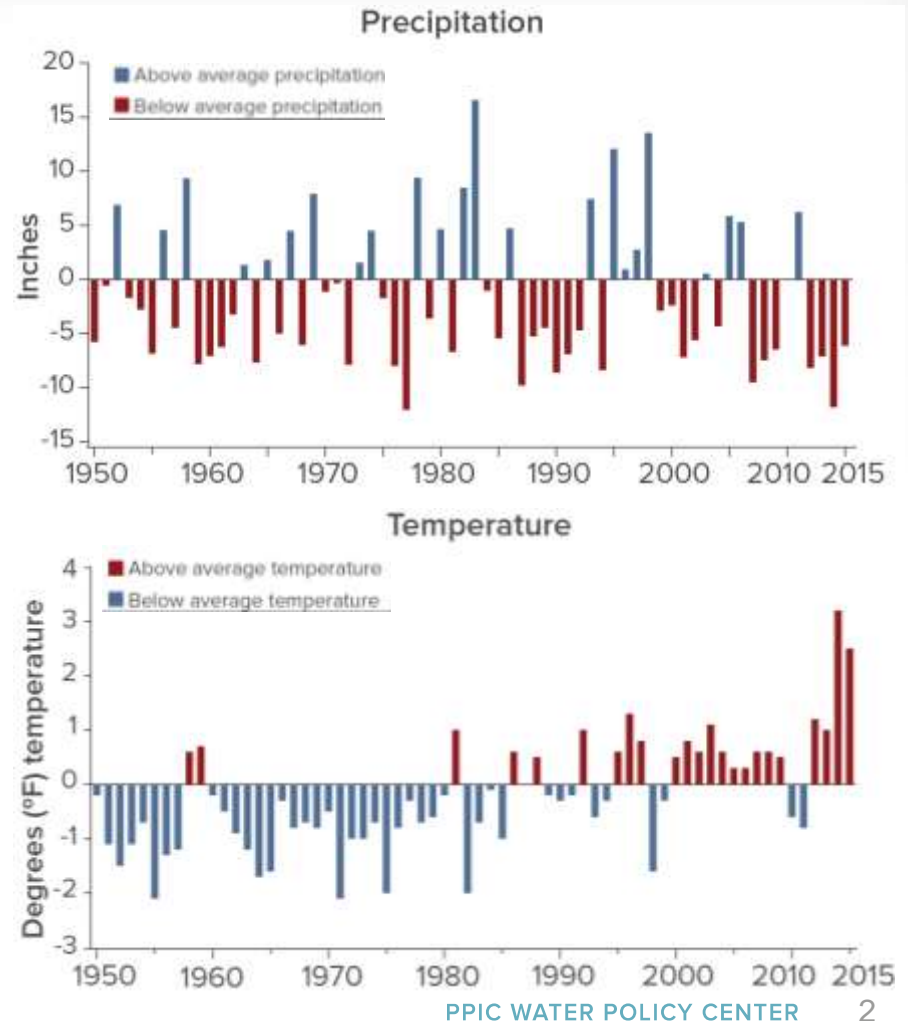 Precipitation
20
Above average precipitation
Below average precipitation
15
10
5
0
-5
-10
-15
Inches
1950 1960 1970 1980 1990 2000 2010 2015
Temperature
4
Above average temperature
Below average temperature
3
2
1
0
-1
-2
-3
Degrees (°F) temperature
1950 1960 1970 1980 1990 2000 2010 2015
PPIC WATER POLICY CENTER 2